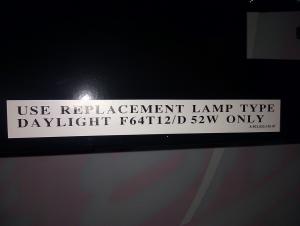 USE REPLACEMENT LAMP TYPE
DAYLIGHT F64T12/D 52W ONLY